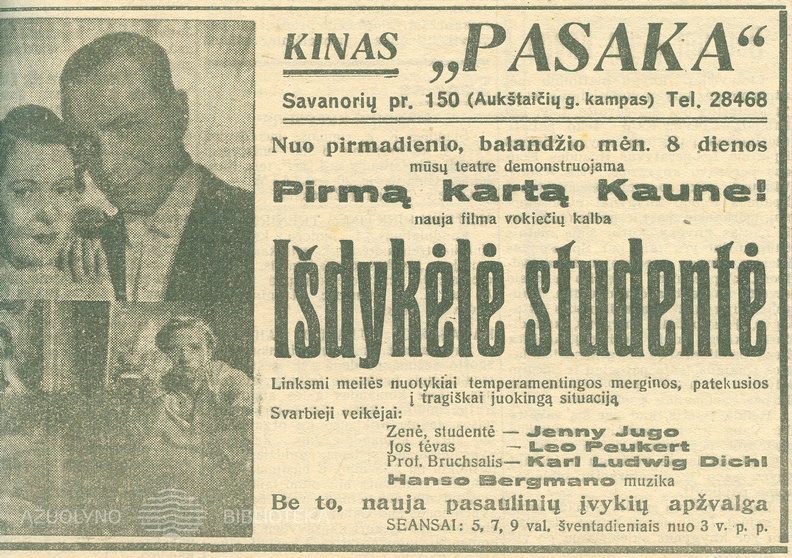 KINAS „PASAKA“
Savanorių pr. 150 (Aukštaičių g. kampas) Tel. 28468
Nuo pirmadienio, balandžio mėn. 8 dienos
mūsų teatre demonstruojama
Pirmą kartą Kaune!
nauja filma vokiečių kalba
Išdykėlė studentė
Linksmi meilės nuotykiai temperamentingos merginos, patekusios
į tragiškai juokingą situaciją
Svarbieji veikėjai:
Zenė, studentė — Jenny Jugo
Jos tėvas — Leo Peukert
Prof. Bruchsalis — Karl Ludwig Diehl
Hanso Bergmano muzika
Be to, nauja pasaulinių įvykių apžvalga
SEANSAI: 5, 7, 9 val. šventadieniais nuo 3 v. p. p.
AZUOLYNO BIBLIOTEKA